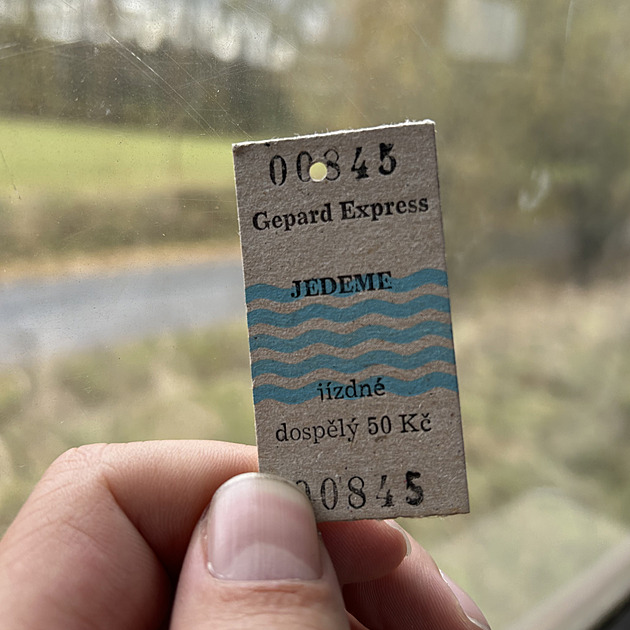 00845
Gepard Express
JEDEME
jízdné
dospělý 50 Kč
00845